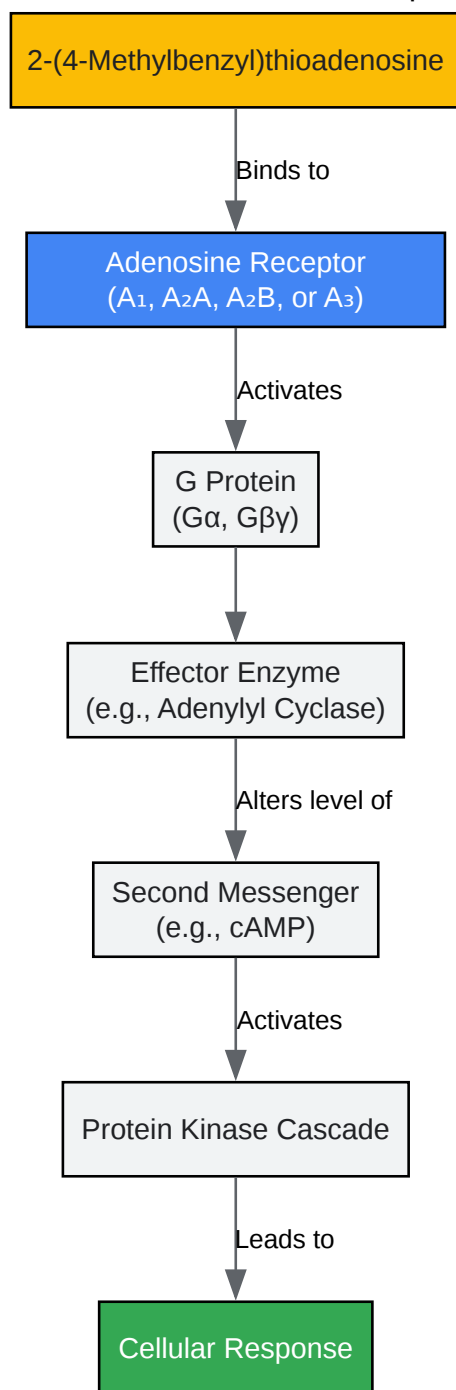 2-(4-Methylbenzyl)thioadenosine
Binds to
Adenosine Receptor
(A₁, A₂A, A₂B, or A₃)
Activates
G Protein
(Gα, Gβγ)
Effector Enzyme
(e.g., Adenylyl Cyclase)
Alters level of
Second Messenger
(e.g., cAMP)
Activates
Protein Kinase Cascade
Leads to
Cellular Response